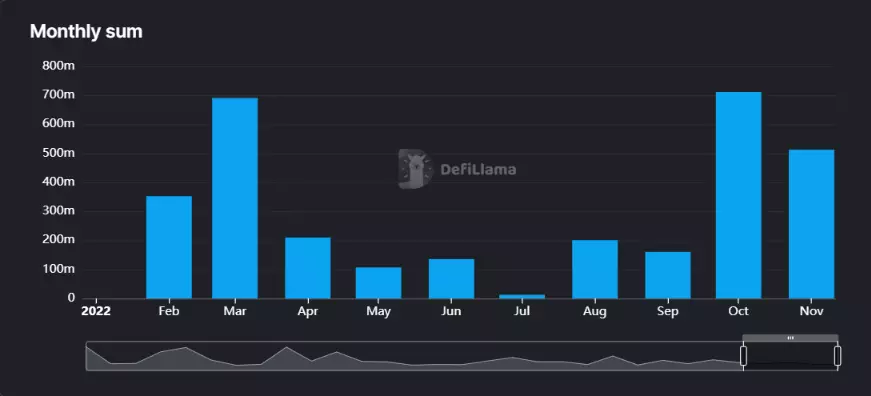 Monthly sum
800m
700m
600m
500m
400m
300m
200m
100m
0
DefiLlama
2022 Feb Mar Apr May Jun Jul Aug Sep Oct Nov